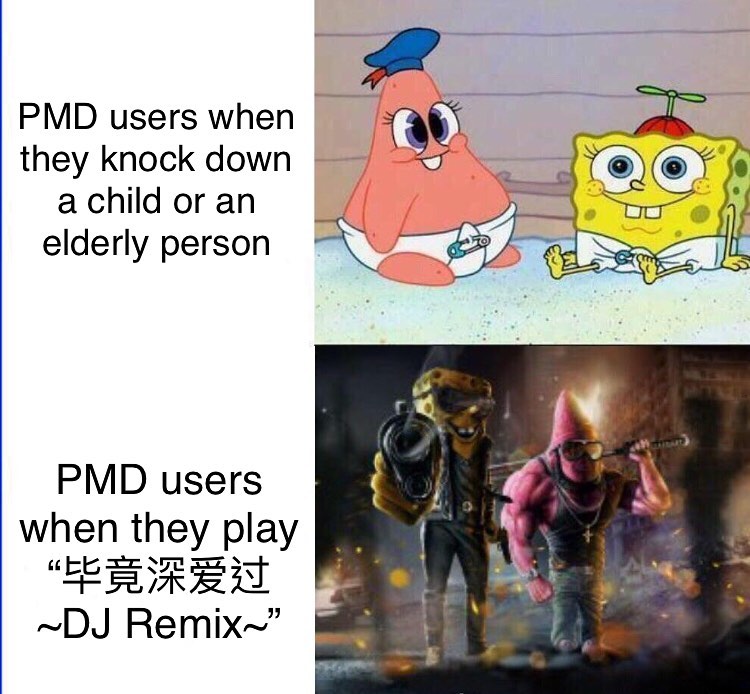 PMD users when
they knock down
a child or an
elderly person
PMD users
when they play
“毕竟深爱过
~DJ Remix~”